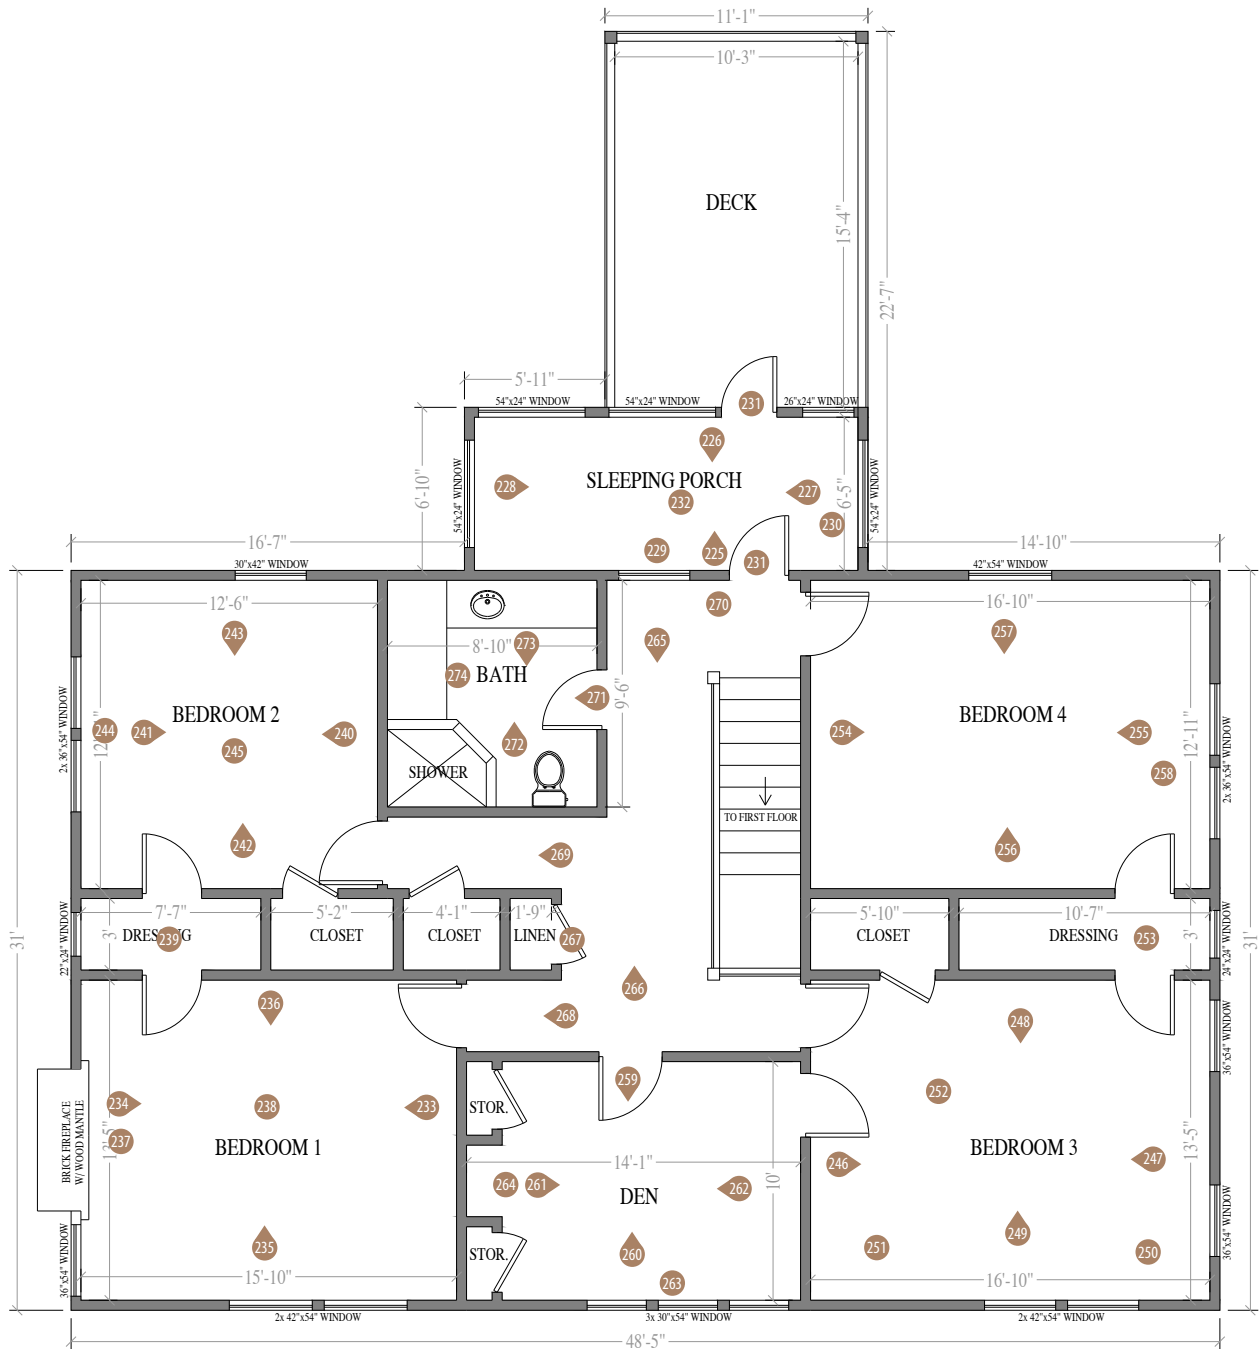 11'-1"
10'-3"
DECK
15'-4"
22'-7"
5'-11"
54"x24" WINDOW
54"x24" WINDOW
231
26"x24" WINDOW
226
SLEEPING PORCH
228
232
227
230
6'-10"
54"x24" WINDOW
6'-5"
54"x24" WINDOW
229
225
231
16'-7"
14'-10"
30"x42" WINDOW
42"x54" WINDOW
12'-6"
270
16'-10"
243
8'-10"
273
265
257
274
BATH
9'-6"
271
BEDROOM 2
BEDROOM 4
244
241
240
245
272
254
255
12'-11"
258
2x 36"x54" WINDOW
2x 36"x54" WINDOW
SHOWER
TO FIRST FLOOR
242
269
256
7'-7"
5'-2"
4'-1"
1'-9"
5'-10"
10'-7"
22"x24" WINDOW
3'
239
CLOSET
CLOSET
LINEN
267
CLOSET
DRESSING
253
3'
24"x24" WINDOW
31'
31'
236
268
266
248
36"x54" WINDOW
259
234
238
233
STOR.
252
237
BRICK FIREPLACE
W/ WOOD MANTLE
13'-5"
BEDROOM 1
BEDROOM 3
14'-1"
10'
246
247
13'-5"
264
261
262
DEN
235
STOR.
260
263
251
249
250
36"x54" WINDOW
36"x54" WINDOW
15'-10"
16'-10"
2x 42"x54" WINDOW
3x 30"x54" WINDOW
2x 42"x54" WINDOW
48'-5"